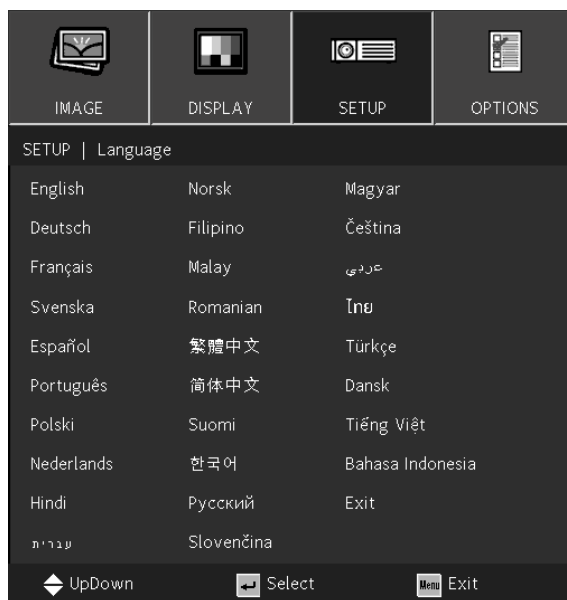 IMAGE DISPLAY SETUP OPTIONS
SETUP | Language
English Norsk Magyar
Deutsch Filipino Čeština
Français Malay عربي
Svenska Romanian ไทย
Español 繁體中文 Türkçe
Português 简体中文 Dansk
Polski Suomi Tiếng Việt
Nederlands 한국어 Bahasa Indonesia
Hindi Русский Exit
עברית Slovenčina
UpDown Select Menu Exit